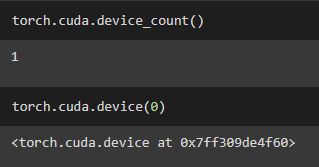 torch.cuda.device_count()
1
torch.cuda.device(0)
<torch.cuda.device at 0x7ff309de4f60>